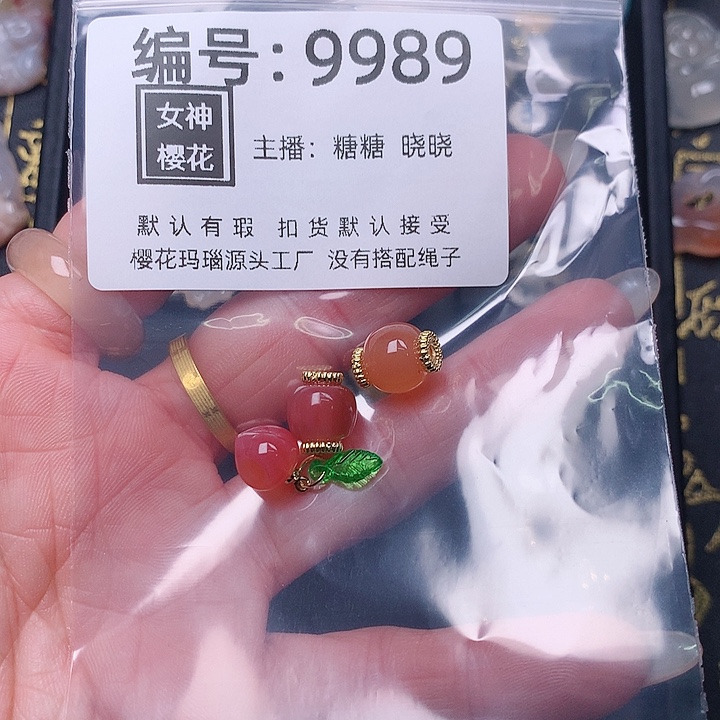 编号:9989
女神
樱花
主播: 糖糖 晓晓
默认有瑕 扣货默认接受
樱花玛瑙源头工厂 没有搭配绳子